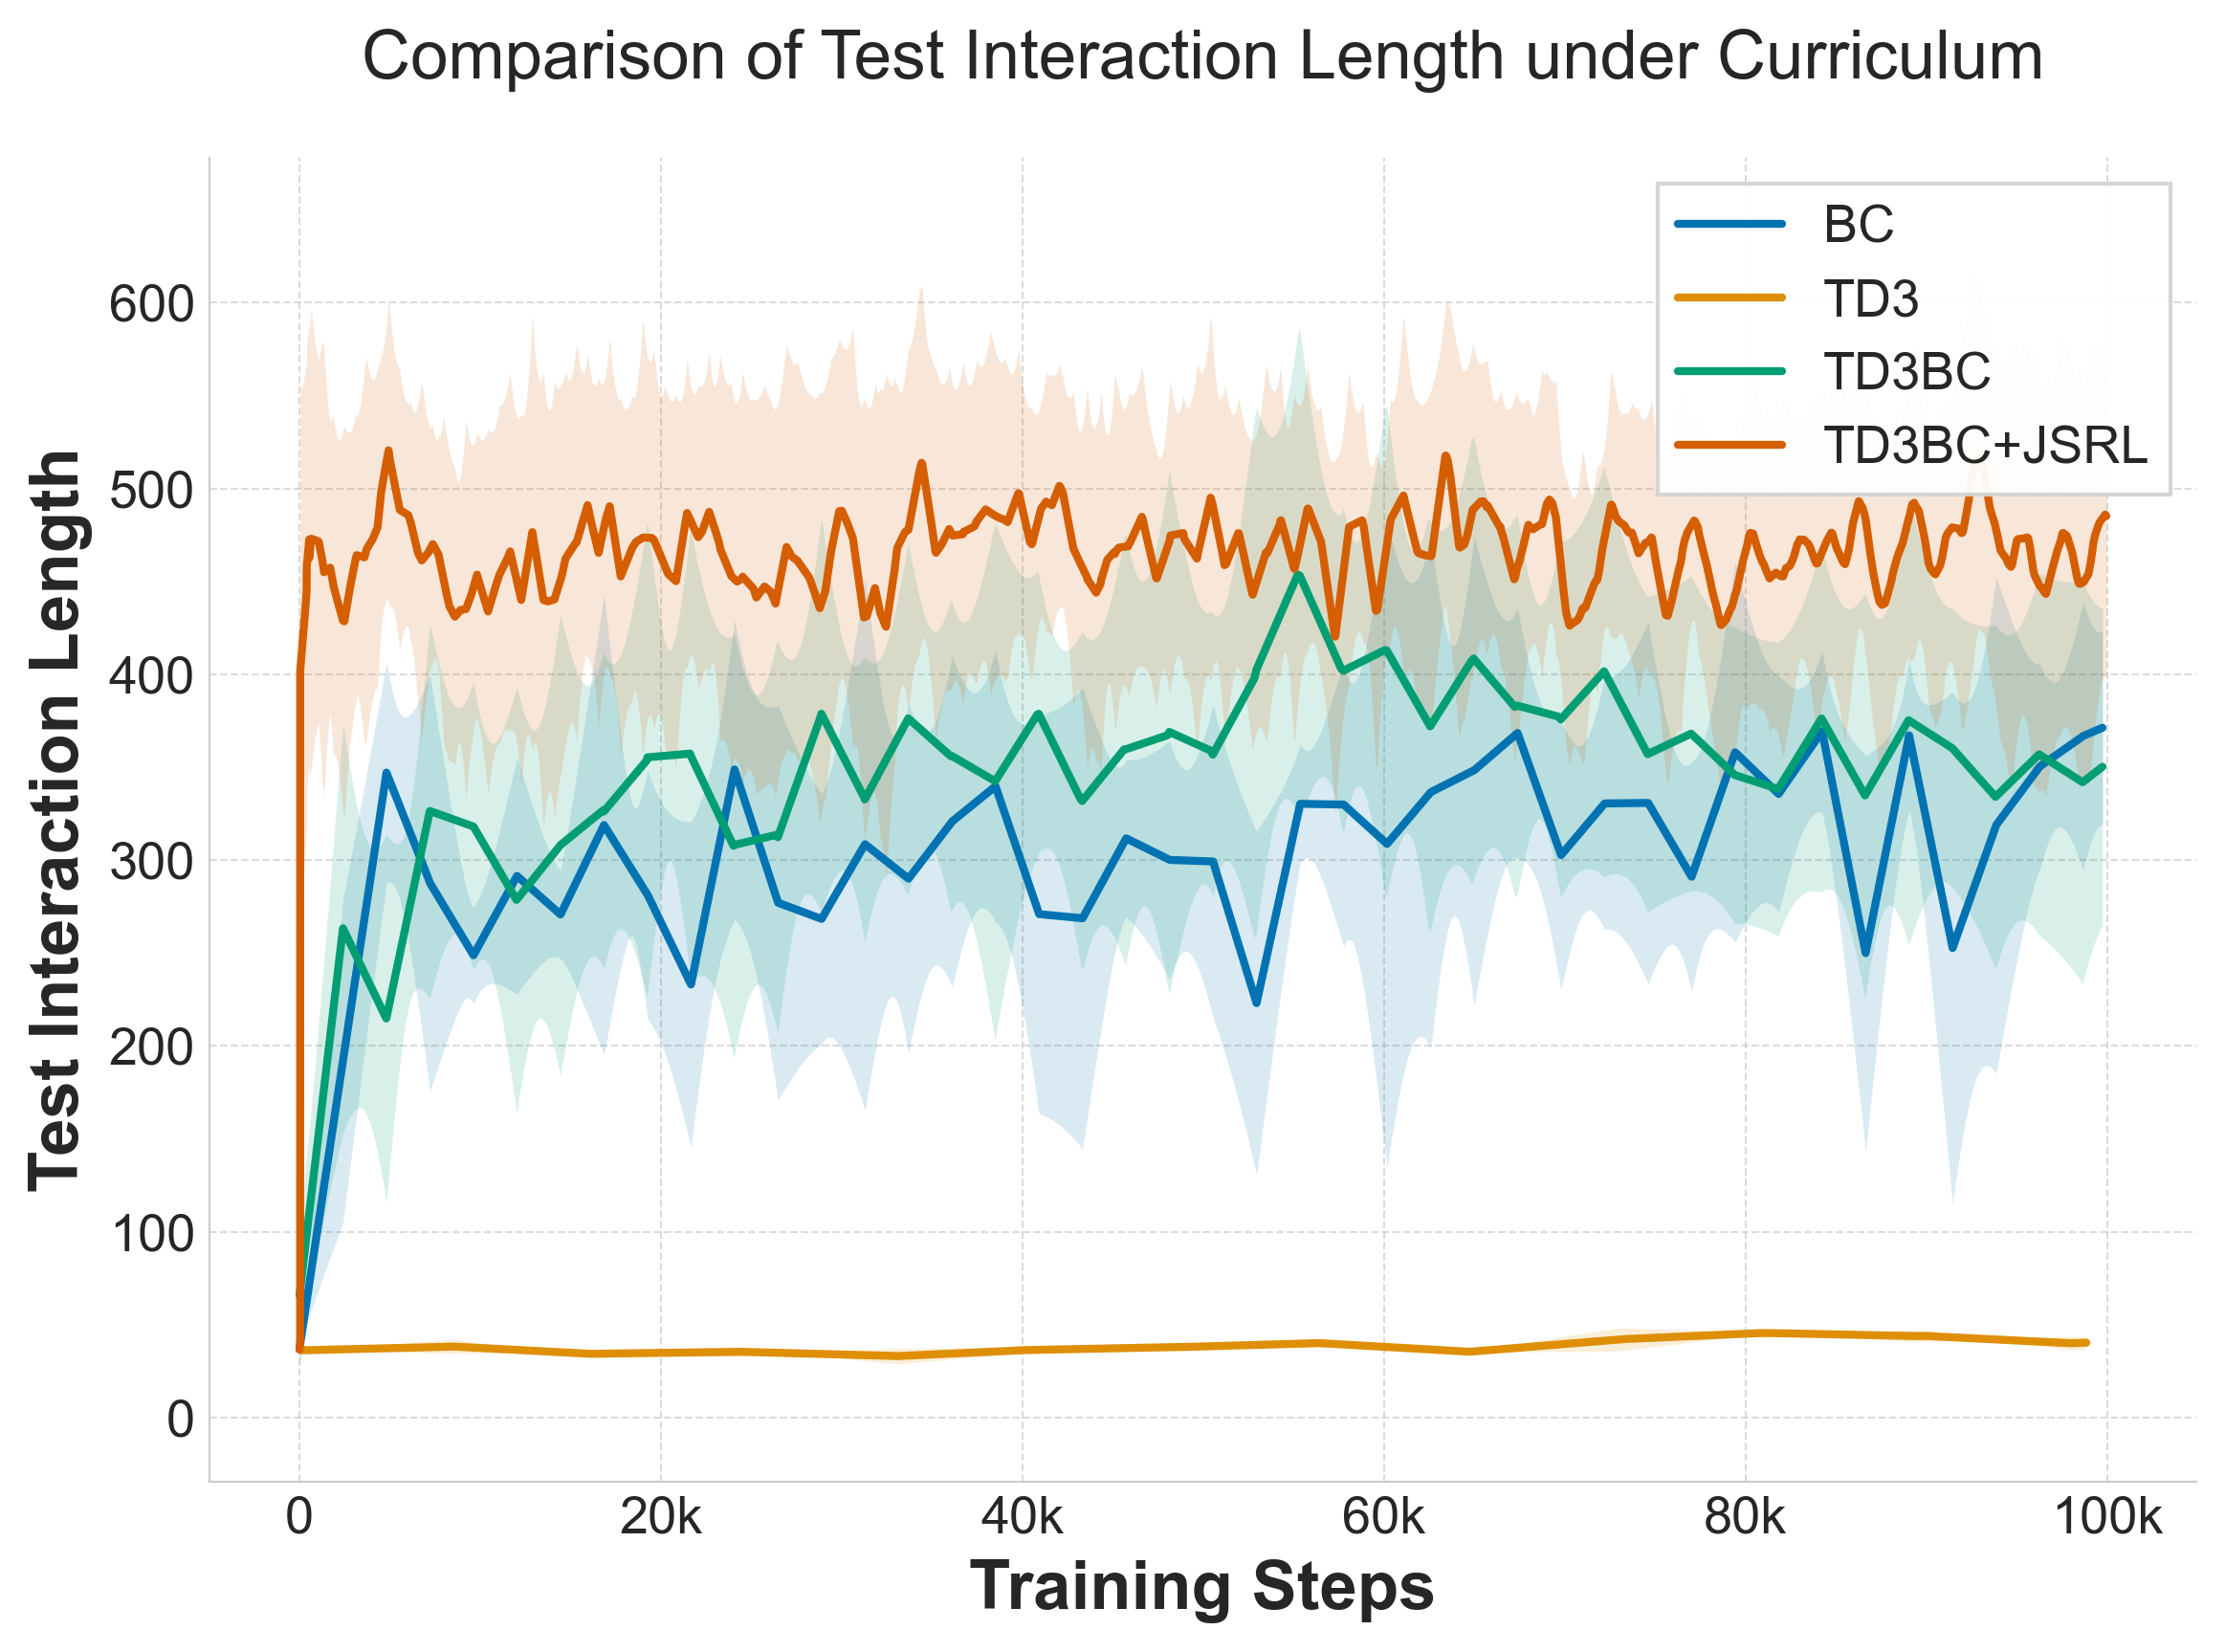 Comparison of Test Interaction Length under Curriculum
BC
TD3
TD3BC
TD3BC+JSRL
Test Interaction Length
600
500
400
300
200
100
0
0
20k
40k
60k
80k
100k
Training Steps